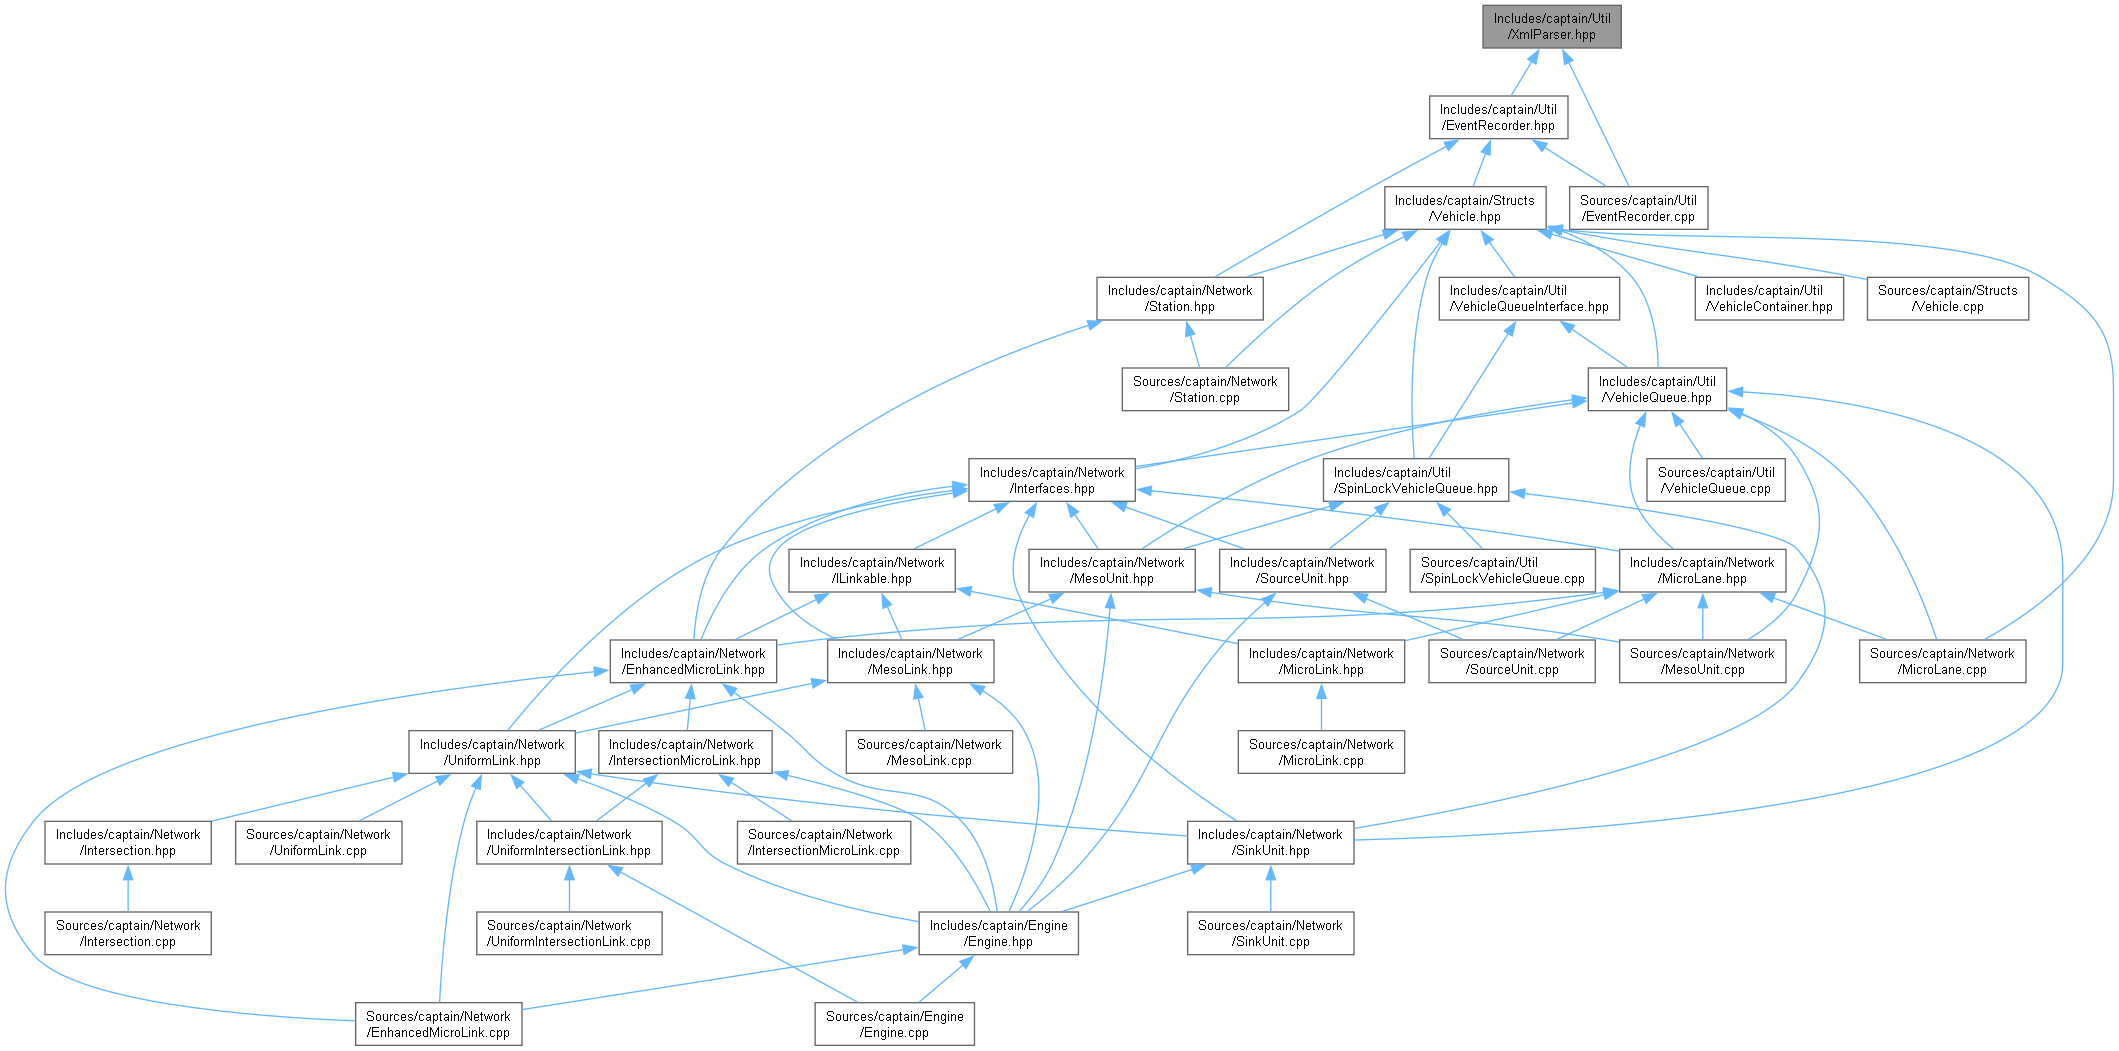 Includes/captain/Util
/XmlParser.hpp
Includes/captain/Util
/EventRecorder.hpp
Includes/captain/Structs
/Vehicle.hpp
Sources/captain/Util
/EventRecorder.cpp
Includes/captain/Network
/Station.hpp
Includes/captain/Util
/VehicleQueueInterface.hpp
Includes/captain/Util
/VehicleContainer.hpp
Sources/captain/Structs
/Vehicle.cpp
Sources/captain/Network
/Station.cpp
Includes/captain/Util
/VehicleQueue.hpp
Includes/captain/Network
/Interfaces.hpp
Includes/captain/Util
/SpinLockVehicleQueue.hpp
Sources/captain/Util
/VehicleQueue.cpp
Includes/captain/Network
/ILinkable.hpp
Includes/captain/Network
/MesoUnit.hpp
Includes/captain/Network
/SourceUnit.hpp
Sources/captain/Util
/SpinLockVehicleQueue.cpp
Includes/captain/Network
/MicroLane.hpp
Includes/captain/Network
/EnhancedMicroLink.hpp
Includes/captain/Network
/MesoLink.hpp
Includes/captain/Network
/MicroLink.hpp
Sources/captain/Network
/SourceUnit.cpp
Sources/captain/Network
/MesoUnit.cpp
Sources/captain/Network
/MicroLane.cpp
Includes/captain/Network
/UniformLink.hpp
Includes/captain/Network
/IntersectionMicroLink.hpp
Sources/captain/Network
/MesoLink.cpp
Sources/captain/Network
/MicroLink.cpp
Includes/captain/Network
/Intersection.hpp
Sources/captain/Network
/UniformLink.cpp
Includes/captain/Network
/UniformIntersectionLink.hpp
Sources/captain/Network
/IntersectionMicroLink.cpp
Includes/captain/Network
/SinkUnit.hpp
Sources/captain/Network
/Intersection.cpp
Sources/captain/Network
/UniformIntersectionLink.cpp
Includes/captain/Engine
/Engine.hpp
Sources/captain/Network
/SinkUnit.cpp
Sources/captain/Network
/EnhancedMicroLink.cpp
Sources/captain/Engine
/Engine.cpp